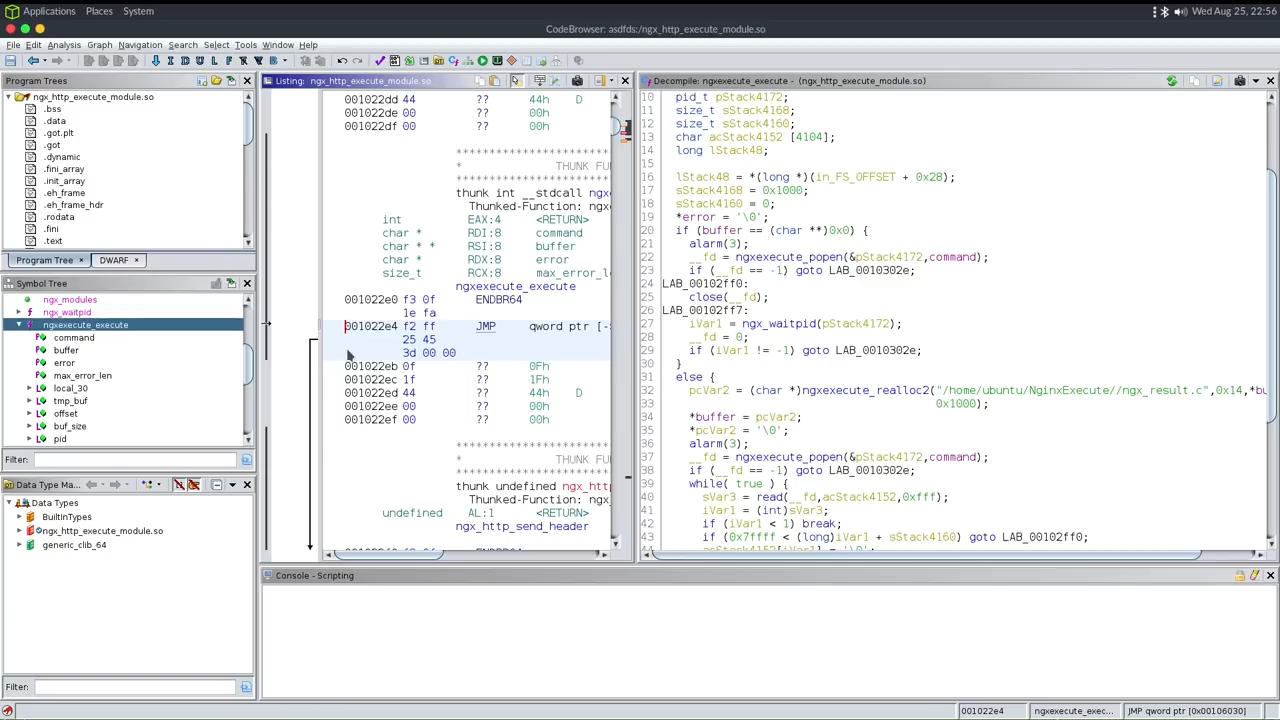 Applications Places System
Wed Aug 25, 22:56
CodeBrowser: asdfds:/ngx_http_execute_module.so
File Edit Analysis Graph Navigation Search Select Tools Window Help
Program Trees
ngx_http_execute_module.so
.bss
.data
.got.plt
.got
.dynamic
.fini_array
.init_array
.eh_frame
.eh_frame_hdr
.rodata
.fini
.text
Program Tree × DWARF ×
Symbol Tree
ngx_modules
ngx_waitpid
ngxexecute_execute
command
buffer
error
max_error_len
local_30
tmp_buf
offset
buf_size
pid
Filter:
Data Type Ma...
Data Types
BuiltInTypes
ngx_http_execute_module.so
generic_clib_64
Filter:
Listing: ngx_http_execute_module.so
001022dd 44 ?? 44h D
001022de 00 ?? 00h
001022df 00 ?? 00h
* THUNK FU
thunk int __stdcall ngx
Thunked-Function: ngx
int EAX:4 <RETURN>
char * RDI:8 command
char * * RSI:8 buffer
char * RDX:8 error
size_t RCX:8 max_error_le
ngxexecute_execute
001022e0 f3 0f ENDBR64
1e fa
001022e4 f2 ff JMP qword ptr [-
25 45
3d 00 00
001022eb 0f ?? 0Fh
001022ec 1f ?? 1Fh
001022ed 44 ?? 44h D
001022ee 00 ?? 00h
001022ef 00 ?? 00h
* THUNK FU
thunk undefined ngx_http
Thunked-Function: ngx
undefined AL:1 <RETURN>
ngx_http_send_header
Decompile: ngxexecute_execute - (ngx_http_execute_module.so)
10 pid_t pStack4172;
11 size_t sStack4168;
12 size_t sStack4160;
13 char acStack4152 [4104];
14 long lStack48;
15
16 lStack48 = *(long *)(in_FS_OFFSET + 0x28);
17 sStack4168 = 0x1000;
18 sStack4160 = 0;
19 *error = '\0';
20 if (buffer == (char **)0x0) {
21 alarm(3);
22 __fd = ngxexecute_popen(&pStack4172,command);
23 if (__fd == -1) goto LAB_0010302e;
24 LAB_00102ff0:
25 close(__fd);
26 LAB_00102ff7:
27 iVar1 = ngx_waitpid(pStack4172);
28 __fd = 0;
29 if (iVar1 != -1) goto LAB_0010302e;
30 }
31 else {
32 pcVar2 = (char *)ngxexecute_realloc2("/home/ubuntu/NginxExecute//ngx_result.c",0x14,*bu
33 0x1000);
34 *buffer = pcVar2;
35 *pcVar2 = '\0';
36 alarm(3);
37 __fd = ngxexecute_popen(&pStack4172,command);
38 if (__fd == -1) goto LAB_0010302e;
39 while( true ) {
40 sVar3 = read(__fd,acStack4152,0xfff);
41 iVar1 = (int)sVar3;
42 if (iVar1 < 1) break;
43 if (0x7ffff < (long)iVar1 + sStack4160) goto LAB_00102ff0;
44 acStack4152[iVar1] = '\0';
Console - Scripting
001022e4 ngxexecute_exec... JMP qword ptr [0x00106030]